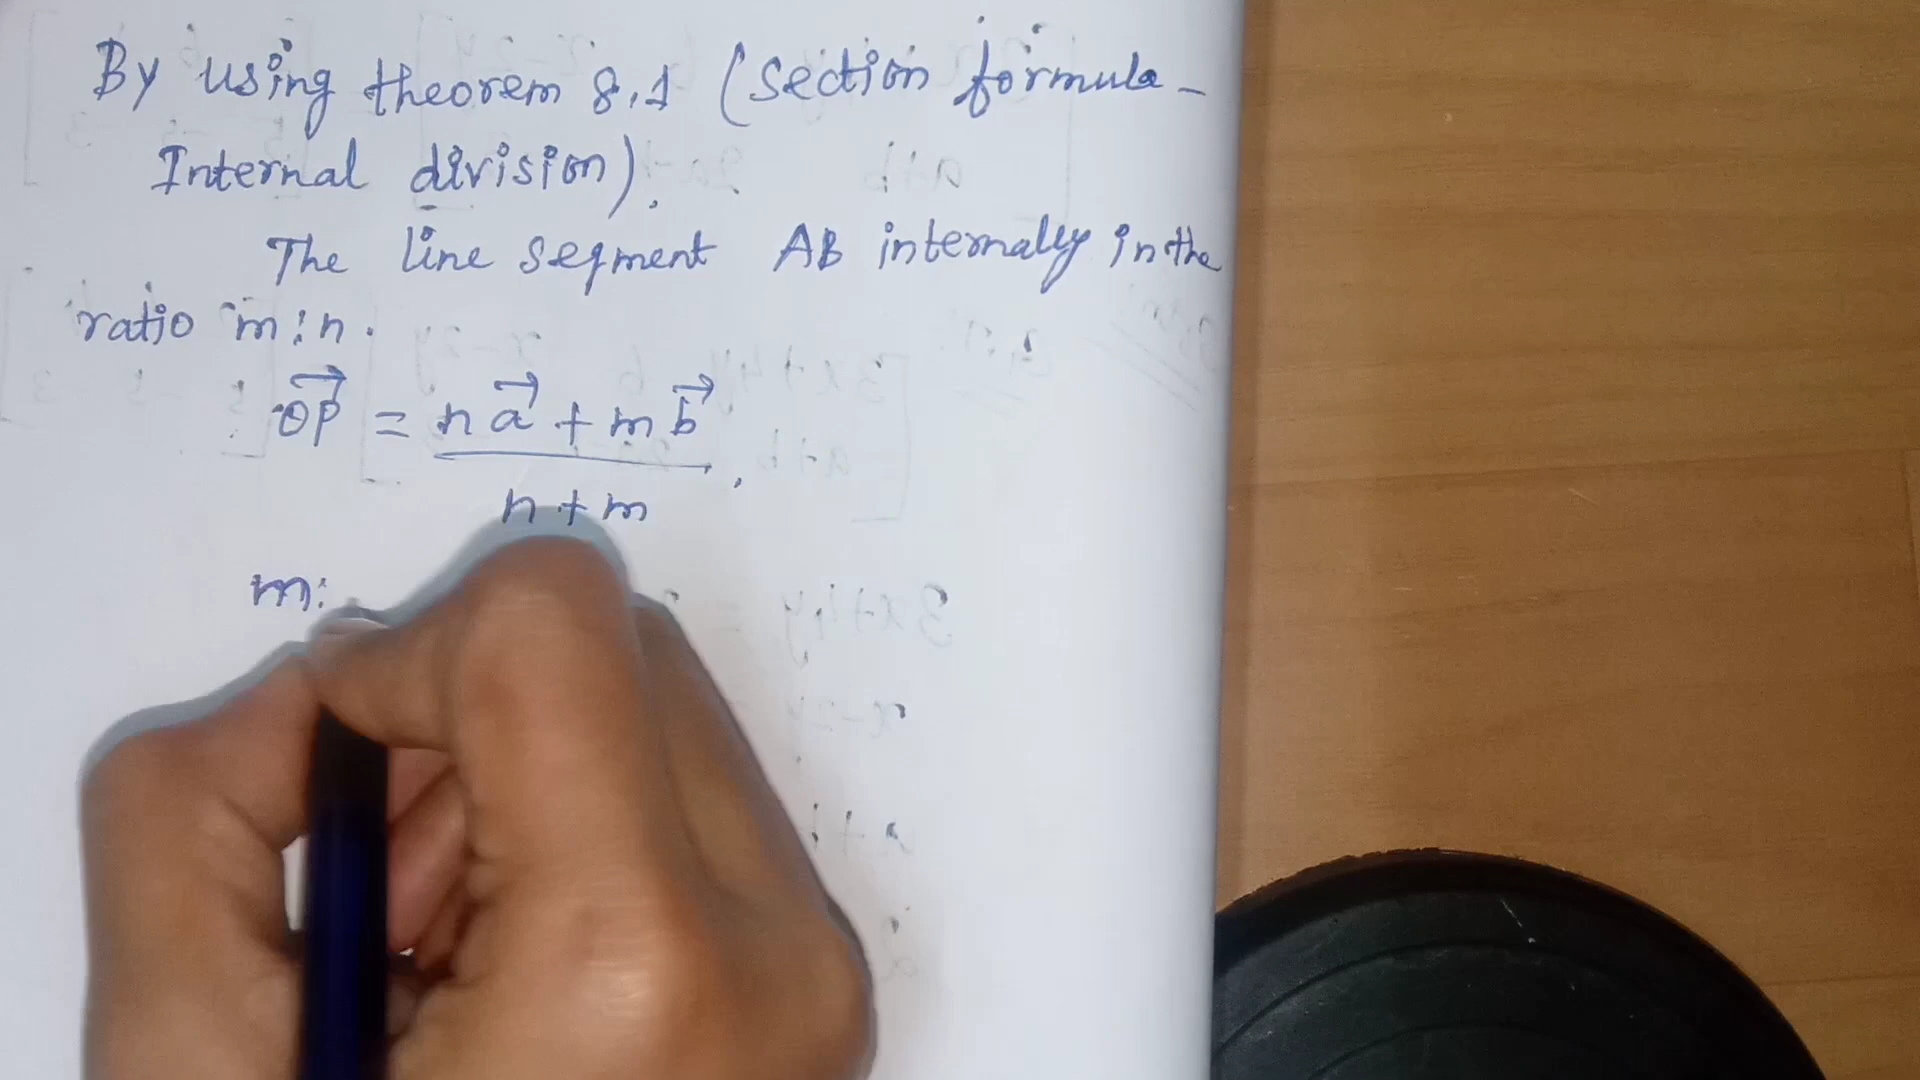 By using theorem 8.1 (section formula -
Internal division).
The line segment AB internally in the
ratio m:n.
OP⃗ = n a⃗ + m b⃗
n + m
m: